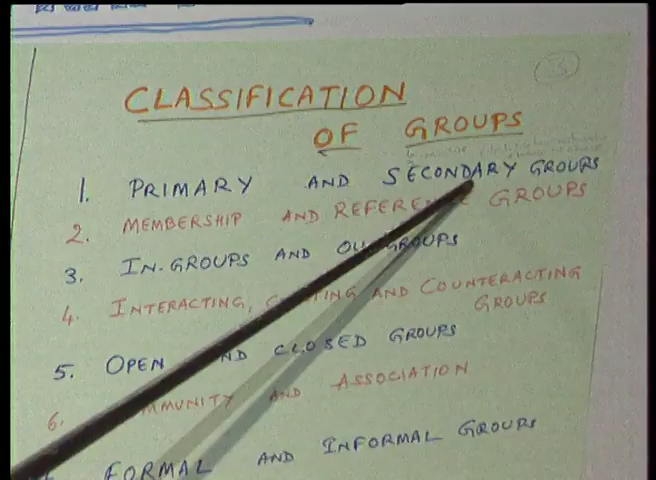 CLASSIFICATION
OF GROUPS
1. PRIMARY AND SECONDARY GROUPS
2. MEMBERSHIP AND GROUPS
3. IN-GROUPS AND
4. INTERACTING, AND COUNTERACTING
GROUPS
5. OPEN CLOSED GROUPS
6. AND ASSOCIATION
FORMAL AND INFORMAL GROUPS